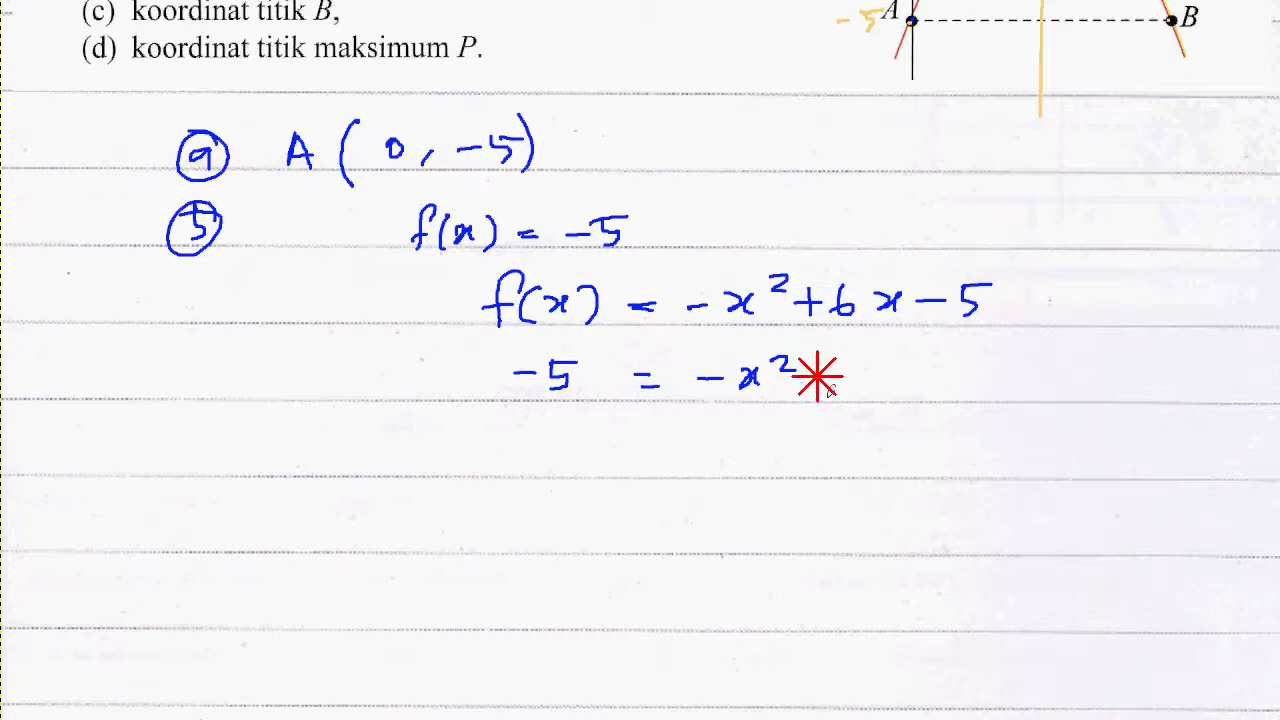 (c) koordinat titik B,
(d) koordinat titik maksimum P.
-5 A B
a A ( 0 , -5 )
f(x) = -5
f(x) = -x² + 6x - 5
-5 = -x²